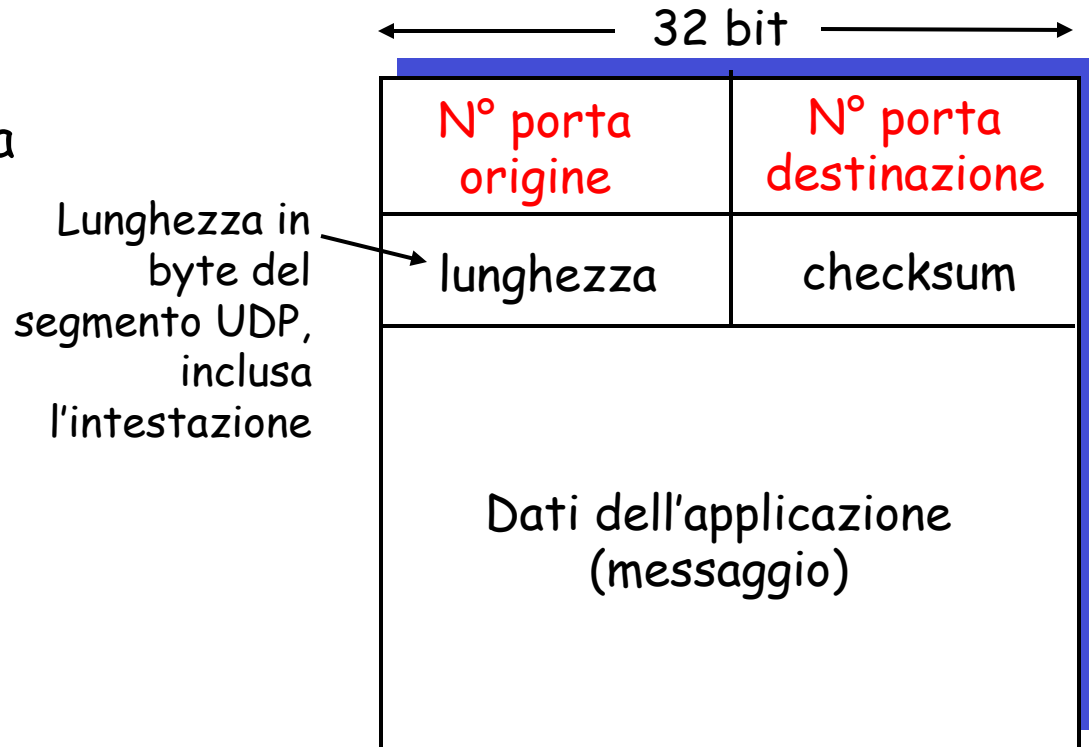 32 bit
N° porta
origine
N° porta
destinazione
a
Lunghezza in
byte del
segmento UDP,
inclusa
l'intestazione
lunghezza
checksum
Dati dell'applicazione
(messaggio)